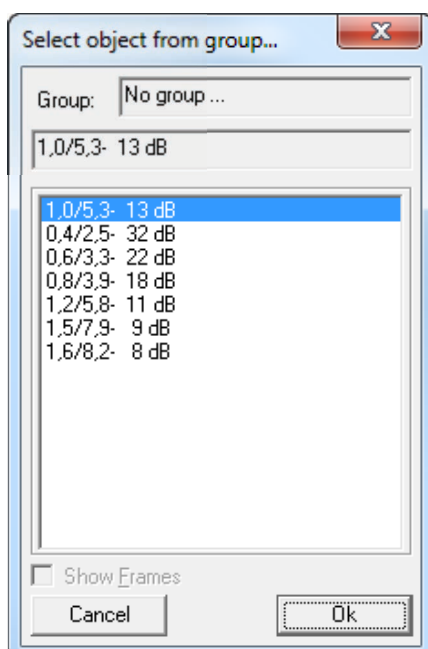 Select object from group...
Group: No group ...
1,0/5,3- 13 dB
1,0/5,3- 13 dB
0,4/2,5- 32 dB
0,6/3,3- 22 dB
0,8/3,9- 18 dB
1,2/5,8- 11 dB
1,5/7,9- 9 dB
1,6/8,2- 8 dB
Show Frames
Cancel Ok